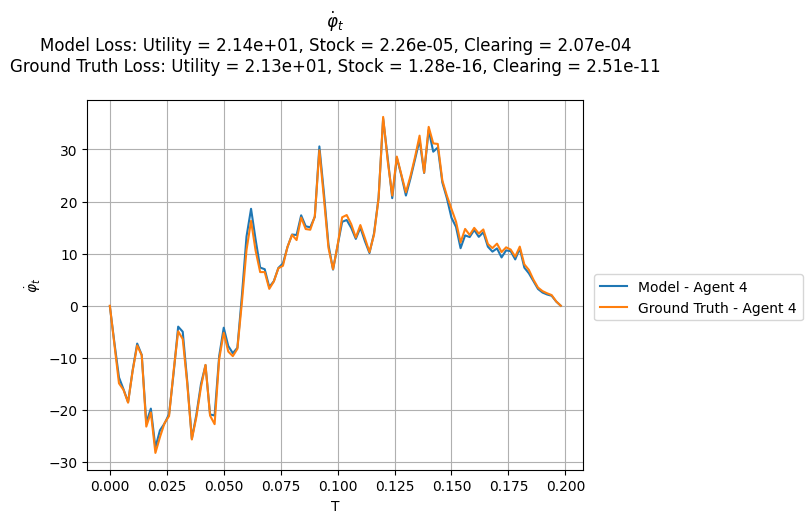 φ̇_t
Model Loss: Utility = 2.14e+01, Stock = 2.26e-05, Clearing = 2.07e-04
Ground Truth Loss: Utility = 2.13e+01, Stock = 1.28e-16, Clearing = 2.51e-11
φ̇_t
30
20
10
0
−10
−20
−30
0.000 0.025 0.050 0.075 0.100 0.125 0.150 0.175 0.200
T
Model - Agent 4
Ground Truth - Agent 4